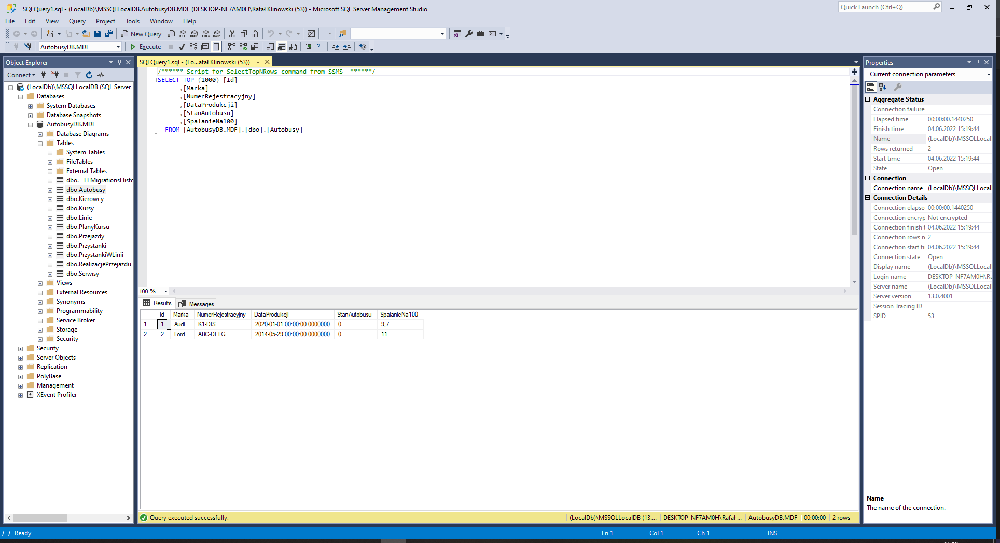 SQLQuery1.sql - (LocalDb)\MSSQLLocalDB.AutobusyDB.MDF (DESKTOP-NF7AM0H\Rafał Klinowski (53)) - Microsoft SQL Server Management Studio
Quick Launch (Ctrl+Q)
File Edit View Query Project Tools Window Help
New Query MDX DMX XMLA DAX
AutobusyDB.MDF Execute
Object Explorer
Connect
(LocalDb)\MSSQLLocalDB (SQL Server
Databases
System Databases
Database Snapshots
AutobusyDB.MDF
Database Diagrams
Tables
System Tables
FileTables
External Tables
dbo.__EFMigrationsHisto
dbo.Autobusy
dbo.Kierowcy
dbo.Kursy
dbo.Linie
dbo.PlanyKursu
dbo.Przejazdy
dbo.Przystanki
dbo.PrzystankiWLinii
dbo.RealizacjePrzejazdu
dbo.Serwisy
Views
External Resources
Synonyms
Programmability
Service Broker
Storage
Security
Security
Server Objects
Replication
PolyBase
Management
XEvent Profiler
SQLQuery1.sql - (Lo...afał Klinowski (53))
/****** Script for SelectTopNRows command from SSMS  ******/
SELECT TOP (1000) [Id]
,[Marka]
,[NumerRejestracyjny]
,[DataProdukcji]
,[StanAutobusu]
,[SpalanieNa100]
FROM [AutobusyDB.MDF].[dbo].[Autobusy]
100 %
Results Messages
Id Marka NumerRejestracyjny DataProdukcji StanAutobusu SpalanieNa100
1 1 Audi K1-DIS 2020-01-01 00:00:00.0000000 0 9,7
2 2 Ford ABC-DEFG 2014-05-29 00:00:00.0000000 0 11
Query executed successfully. (LocalDb)\MSSQLLocalDB (13.... DESKTOP-NF7AM0H\Rafał ... AutobusyDB.MDF 00:00:00 2 rows
Properties
Current connection parameters
Aggregate Status
Connection failures
Elapsed time 00:00:00.1440250
Finish time 04.06.2022 15:19:44
Name (LocalDb)\MSSQLLocal
Rows returned 2
Start time 04.06.2022 15:19:44
State Open
Connection
Connection name (LocalDb)\MSSQLLocal
Connection Details
Connection elapse 00:00:00.1440250
Connection encryp Not encrypted
Connection finish t 04.06.2022 15:19:44
Connection rows re 2
Connection start ti 04.06.2022 15:19:44
Connection state Open
Display name (LocalDb)\MSSQLLocal
Login name DESKTOP-NF7AM0H\Ra
Server name (LocalDb)\MSSQLLocal
Server version 13.0.4001
Session Tracing ID
SPID 53
Name
The name of the connection.
Ready Ln 1 Col 1 Ch 1 INS